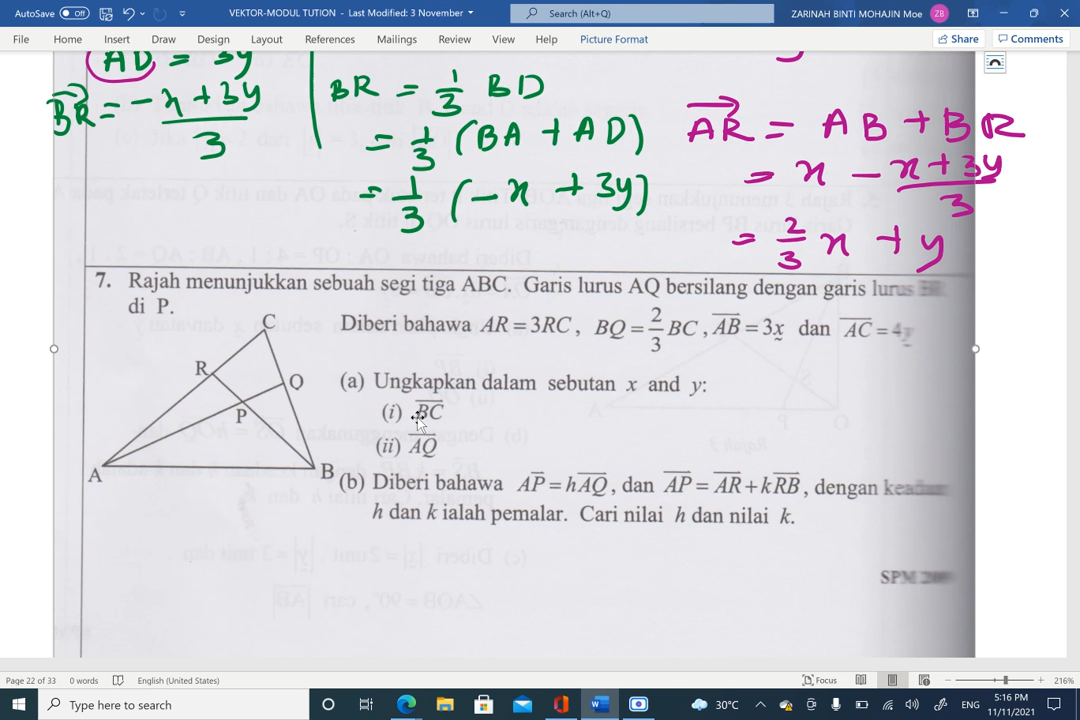 AutoSave Off
VEKTOR-MODUL TUTION - Last Modified: 3 November
Search (Alt+Q)
ZARINAH BINTI MOHAJIN Moe ZB
File Home Insert Draw Design Layout References Mailings Review View Help Picture Format Share Comments
AD = 3y
BR = -x+3y/3
BR = 1/3 BD
= 1/3 (BA + AD)
= 1/3 (-x + 3y)
AR = AB + BR
= x - x+3y/3
= 2/3 x + y
7. Rajah menunjukkan sebuah segi tiga ABC. Garis lurus AQ bersilang dengan garis lurus
di P.
Diberi bahawa AR = 3RC, BQ = 2/3 BC, AB = 3x dan AC = 4y
(a) Ungkapkan dalam sebutan x and y:
(i) BC
(ii) AQ
(b) Diberi bahawa AP = hAQ, dan AP = AR + kRB, dengan keadaan
h dan k ialah pemalar. Cari nilai h dan nilai k.
C
R
Q
P
A
B
SPM
Page 22 of 33 0 words English (United States) Focus 216%
Type here to search
30°C ENG 5:16 PM
11/11/2021